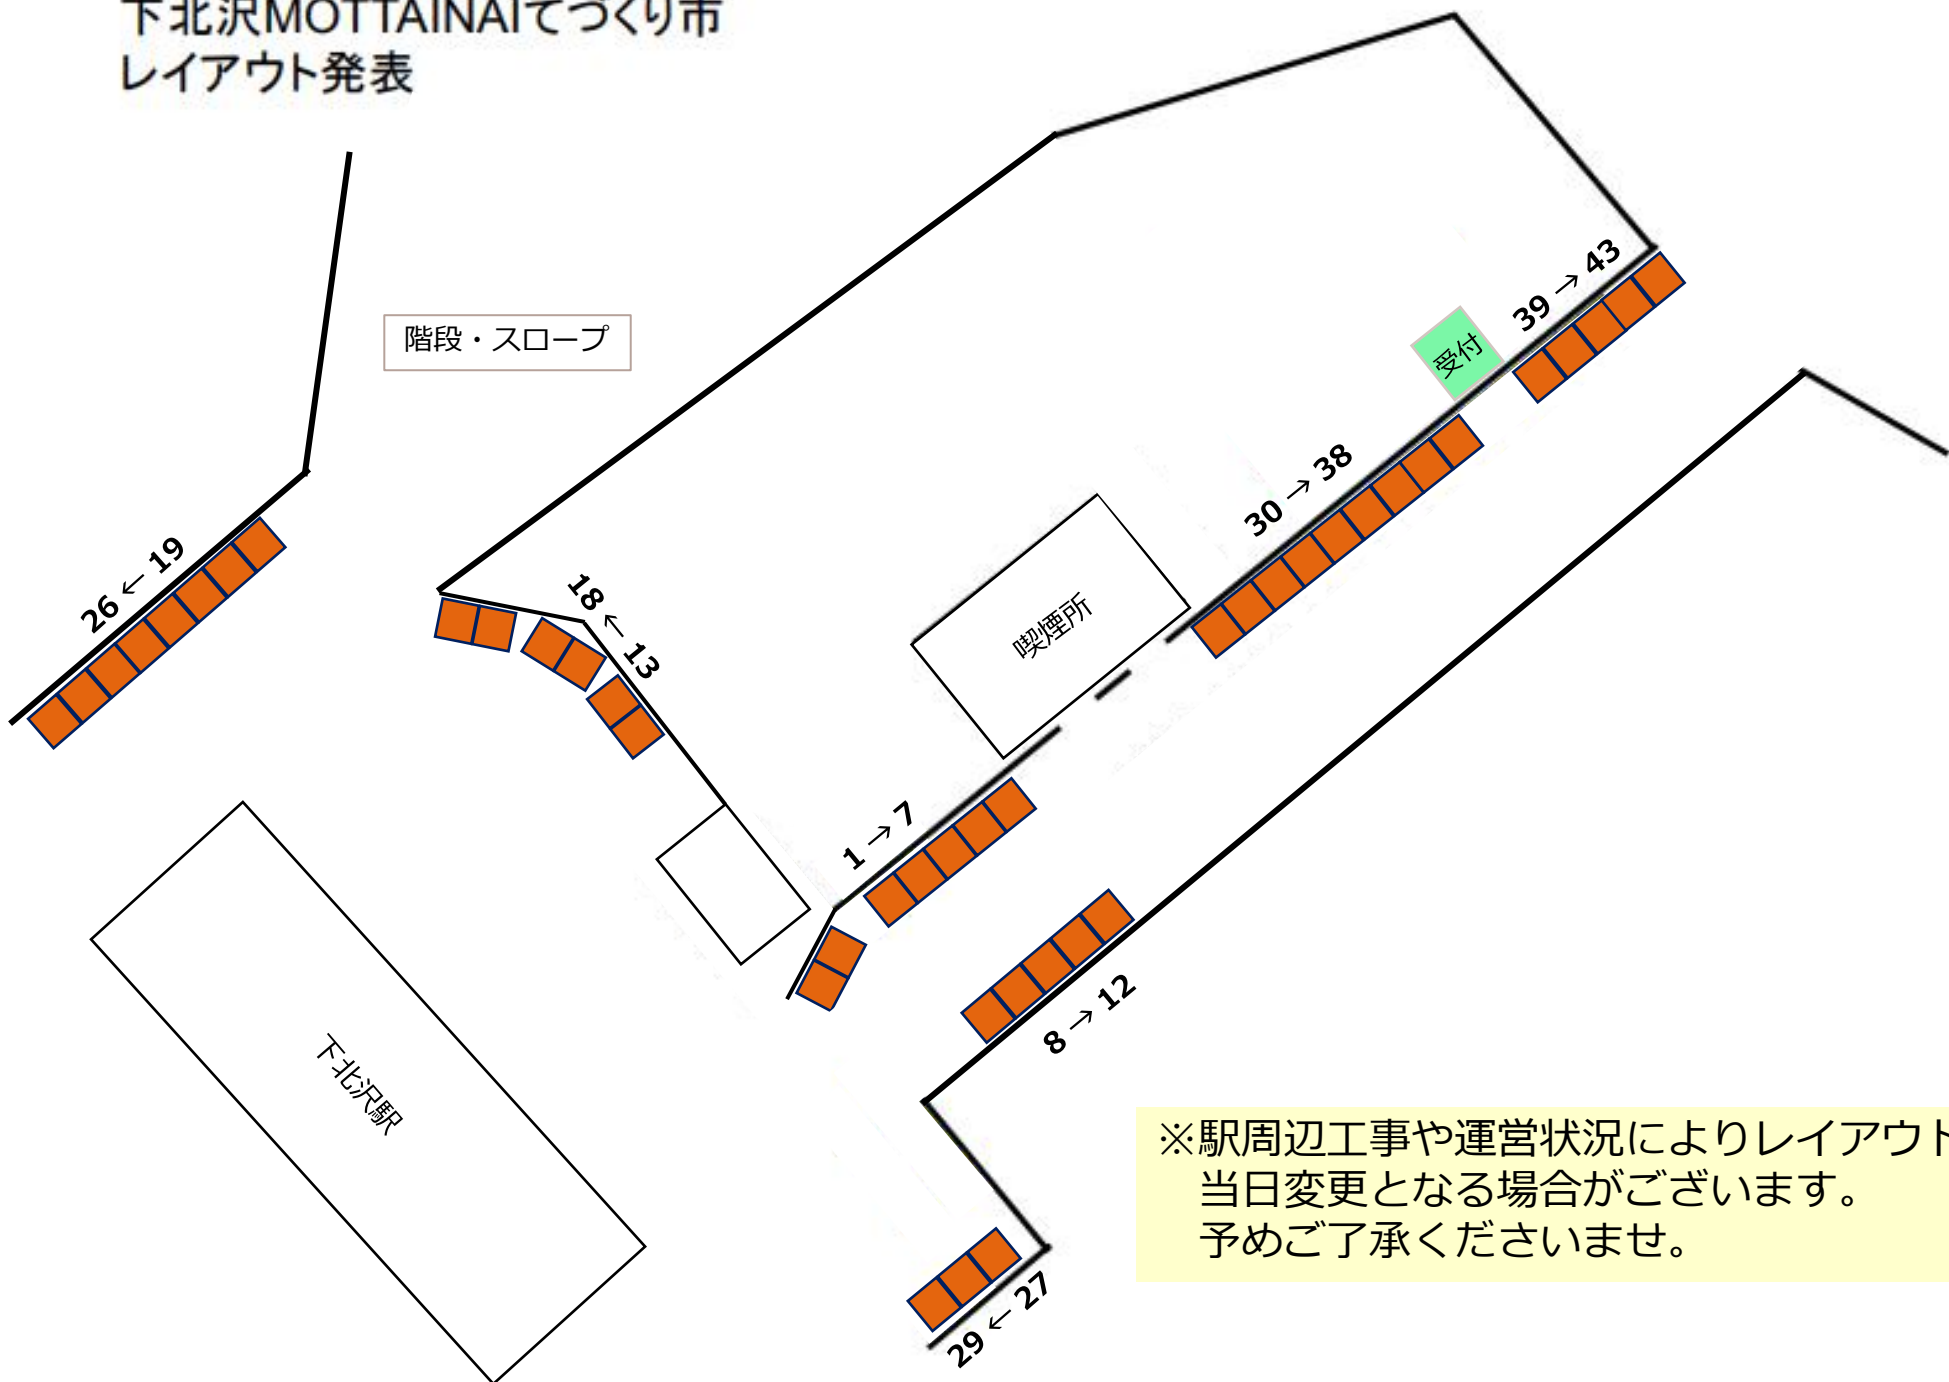 下北沢MOTTAINAIてづくり市
レイアウト発表
階段・スロープ
39 → 43
受付
30 → 38
26 ← 19
18 ← 13
喫煙所
1 → 7
8 → 12
下北沢駅
※駅周辺工事や運営状況によりレイアウト
当日変更となる場合がございます。
予めご了承くださいませ。
29 ← 27